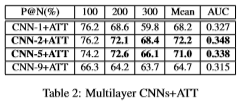 P@N(%) 100 200 300 Mean AUC
CNN-1+ATT 76.2 68.6 59.8 68.2 0.327
CNN-2+ATT 76.2 72.1 68.4 72.2 0.348
CNN-5+ATT 74.2 72.6 66.1 71.0 0.338
CNN-9+ATT 66.3 64.2 63.7 64.7 0.315
Table 2: Multilayer CNNs+ATT